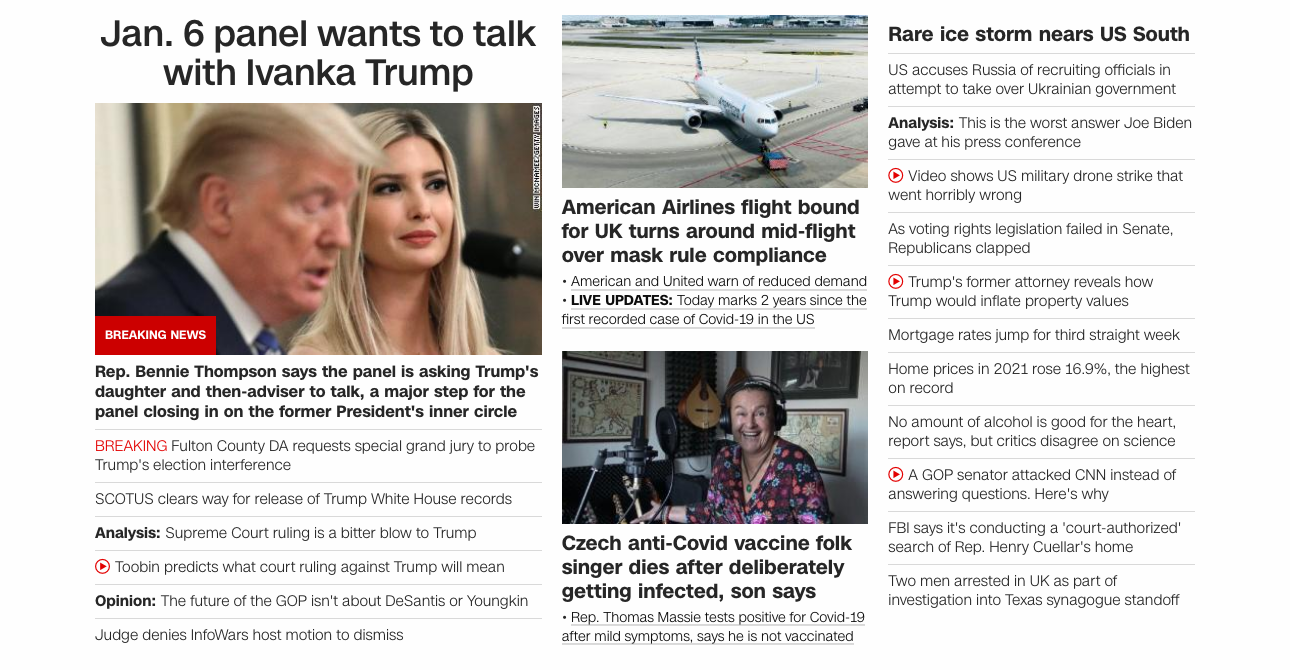 Jan. 6 panel wants to talk
with Ivanka Trump
WIN MCNAMEE/GETTY IMAGES
BREAKING NEWS
Rep. Bennie Thompson says the panel is asking Trump's
daughter and then-adviser to talk, a major step for the
panel closing in on the former President's inner circle
BREAKING Fulton County DA requests special grand jury to probe
Trump's election interference
SCOTUS clears way for release of Trump White House records
Analysis: Supreme Court ruling is a bitter blow to Trump
Toobin predicts what court ruling against Trump will mean
Opinion: The future of the GOP isn't about DeSantis or Youngkin
Judge denies InfoWars host motion to dismiss
American
American Airlines flight bound
for UK turns around mid-flight
over mask rule compliance
• American and United warn of reduced demand
• LIVE UPDATES: Today marks 2 years since the
first recorded case of Covid-19 in the US
Czech anti-Covid vaccine folk
singer dies after deliberately
getting infected, son says
• Rep. Thomas Massie tests positive for Covid-19
after mild symptoms, says he is not vaccinated
Rare ice storm nears US South
US accuses Russia of recruiting officials in
attempt to take over Ukrainian government
Analysis: This is the worst answer Joe Biden
gave at his press conference
Video shows US military drone strike that
went horribly wrong
As voting rights legislation failed in Senate,
Republicans clapped
Trump's former attorney reveals how
Trump would inflate property values
Mortgage rates jump for third straight week
Home prices in 2021 rose 16.9%, the highest
on record
No amount of alcohol is good for the heart,
report says, but critics disagree on science
A GOP senator attacked CNN instead of
answering questions. Here's why
FBI says it's conducting a 'court-authorized'
search of Rep. Henry Cuellar's home
Two men arrested in UK as part of
investigation into Texas synagogue standoff